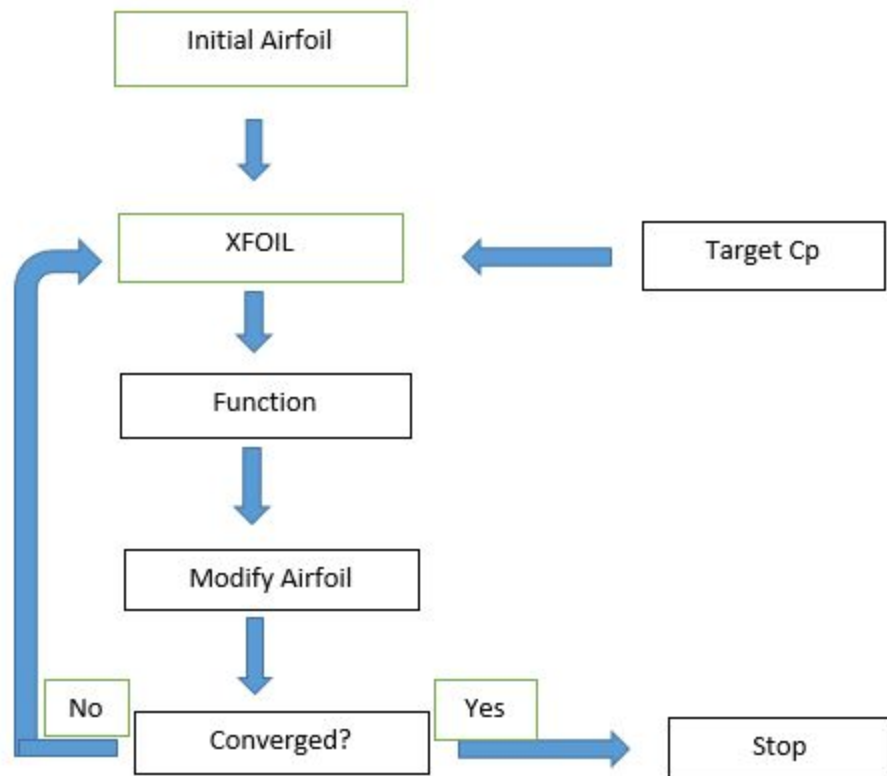 Initial Airfoil
XFOIL
Target Cp
Function
Modify Airfoil
No
Yes
Converged?
Stop